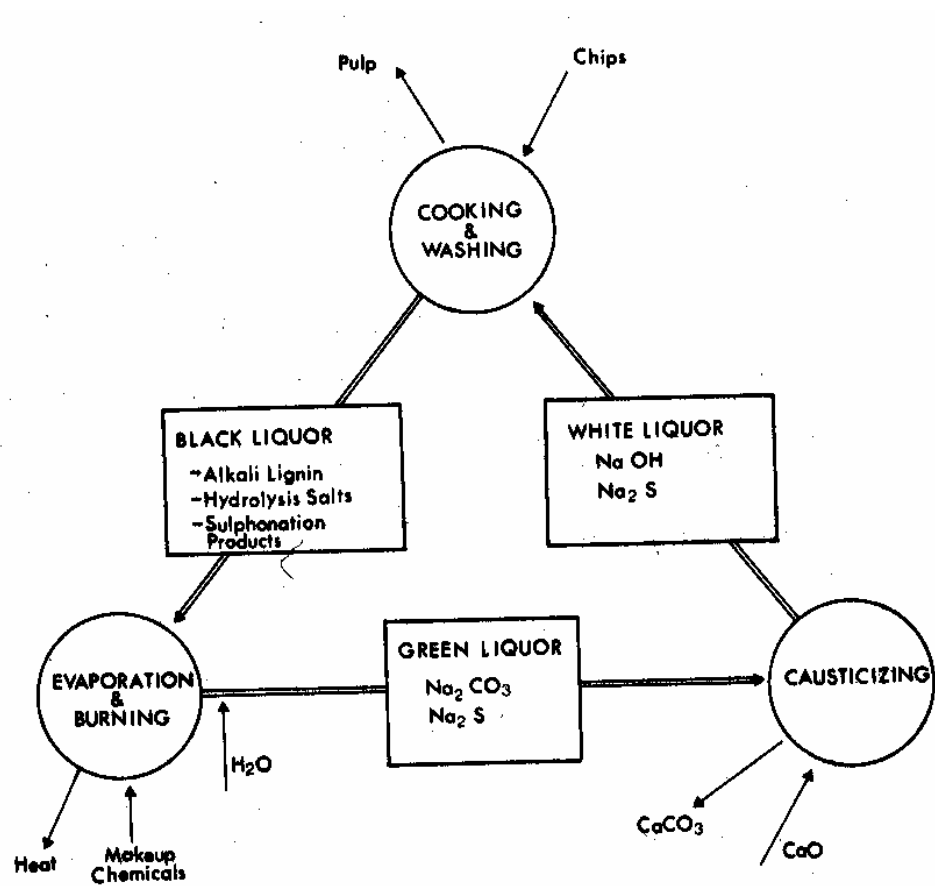 Pulp
Chips
COOKING
&
WASHING
BLACK LIQUOR
-Alkali Lignin
-Hydrolysis Salts
-Sulphonation
Products
WHITE LIQUOR
Na OH
Na₂ S
EVAPORATION
&
BURNING
GREEN LIQUOR
Na₂ CO₃
Na₂ S
CAUSTICIZING
H₂O
Heat
Makeup
Chemicals
CaCO₃
CaO